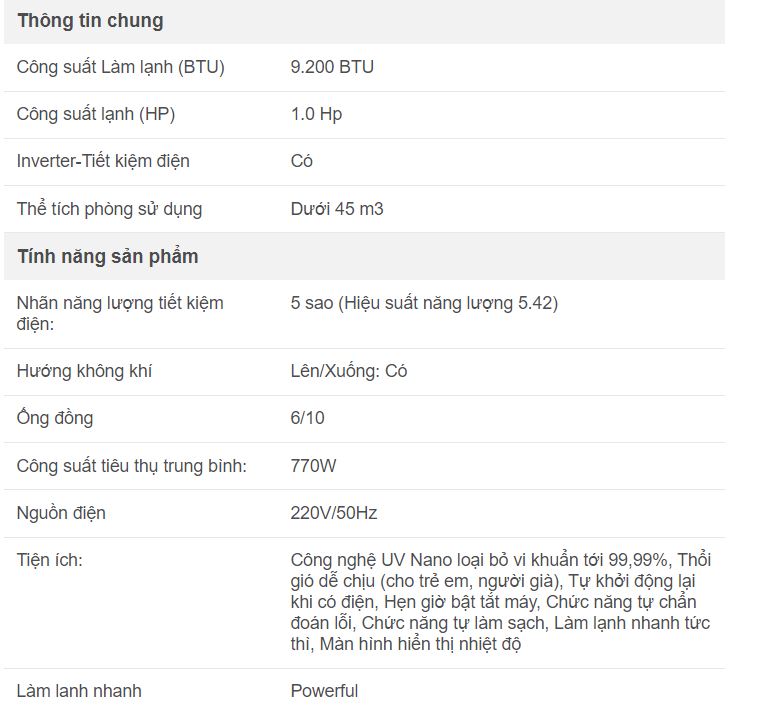 Thông tin chung
Công suất Làm lạnh (BTU) 9.200 BTU
Công suất lạnh (HP) 1.0 Hp
Inverter-Tiết kiệm điện Có
Thể tích phòng sử dụng Dưới 45 m3
Tính năng sản phẩm
Nhãn năng lượng tiết kiệm 5 sao (Hiệu suất năng lượng 5.42)
điện:
Hướng không khí Lên/Xuống: Có
Ống đồng 6/10
Công suất tiêu thụ trung bình: 770W
Nguồn điện 220V/50Hz
Tiện ích: Công nghệ UV Nano loại bỏ vi khuẩn tới 99,99%, Thổi
gió dễ chịu (cho trẻ em, người già), Tự khởi động lại
khi có điện, Hẹn giờ bật tắt máy, Chức năng tự chẩn
đoán lỗi, Chức năng tự làm sạch, Làm lạnh nhanh tức
thì, Màn hình hiển thị nhiệt độ
Làm lanh nhanh Powerful